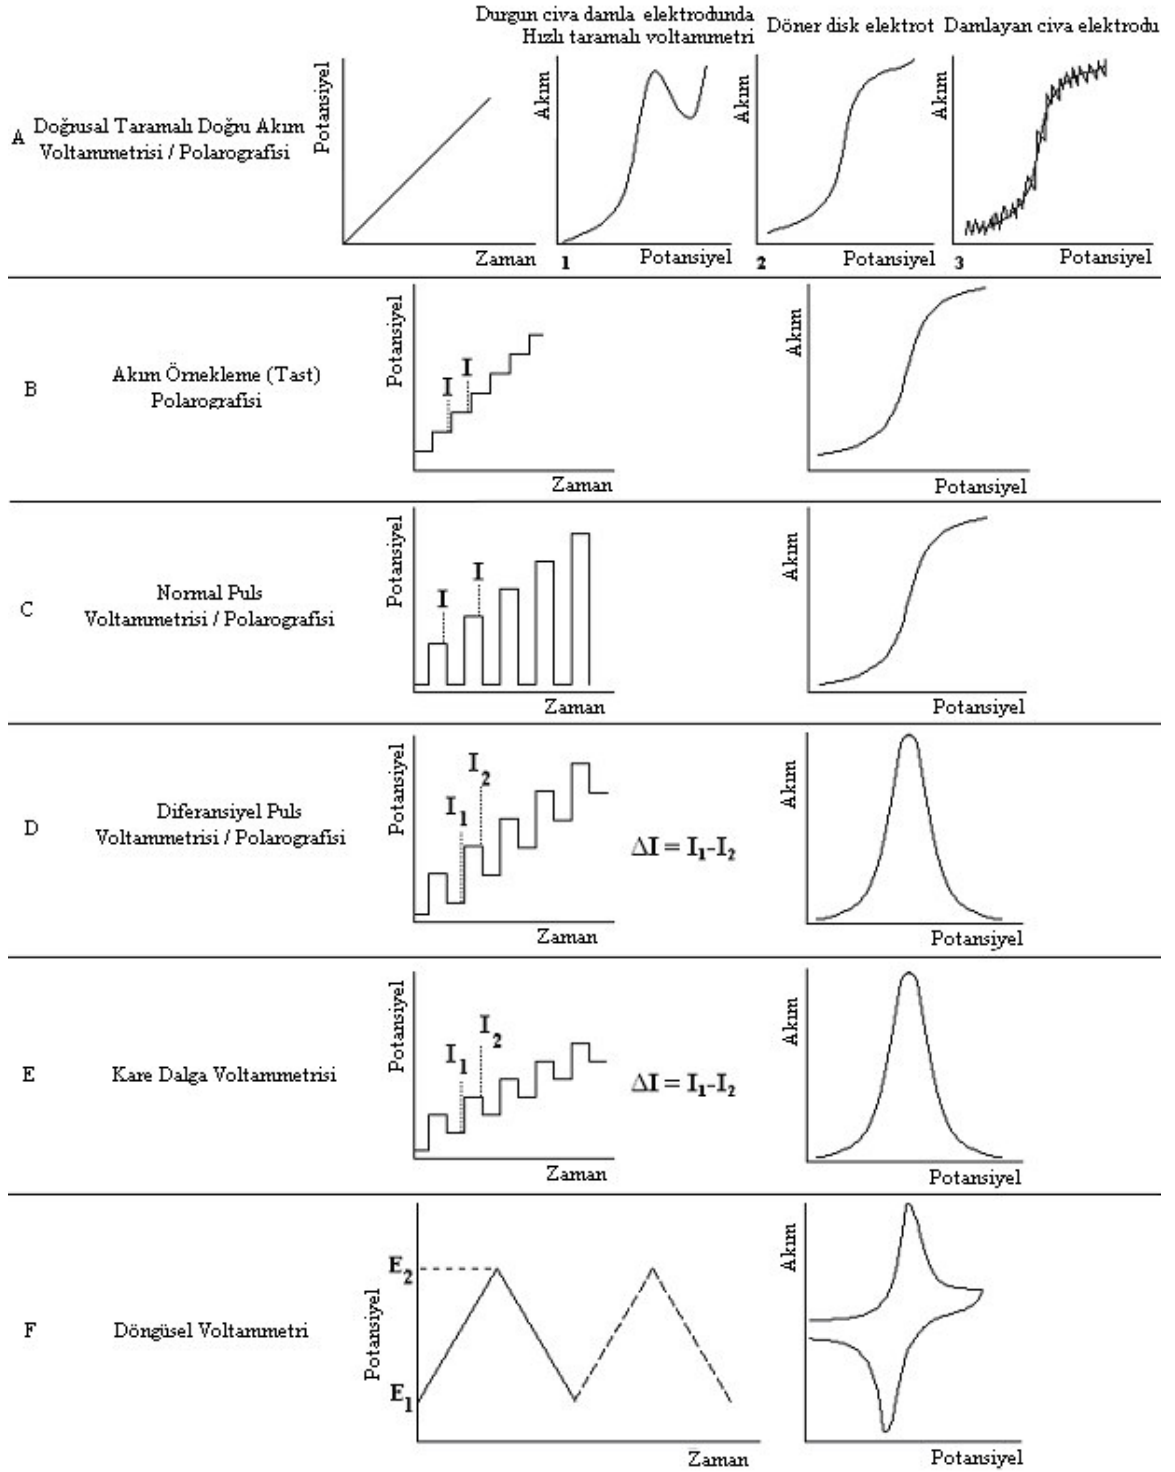 Durgun civa damla elektrodunda
Hızlı taramalı voltammetri
Döner disk elektrot
Damlayan civa elektrodu
A
Doğrusal Taramalı Doğru Akım
Voltammetrisi / Polarografisi
Potansiyel
Zaman
Akım
1
Potansiyel
Akım
2
Potansiyel
Akım
3
Potansiyel
B
Akım Örnekleme (Tast)
Polarografisi
Potansiyel
I
I
Zaman
Akım
Potansiyel
C
Normal Puls
Voltammetrisi / Polarografisi
Potansiyel
I
I
Zaman
Akım
Potansiyel
D
Diferansiyel Puls
Voltammetrisi / Polarografisi
Potansiyel
I₁
I₂
Zaman
ΔI = I₁-I₂
Akım
Potansiyel
E
Kare Dalga Voltammetrisi
Potansiyel
I₁
I₂
Zaman
ΔI = I₁-I₂
Akım
Potansiyel
F
Döngüsel Voltammetri
Potansiyel
E₂
E₁
Zaman
Akım
Potansiyel